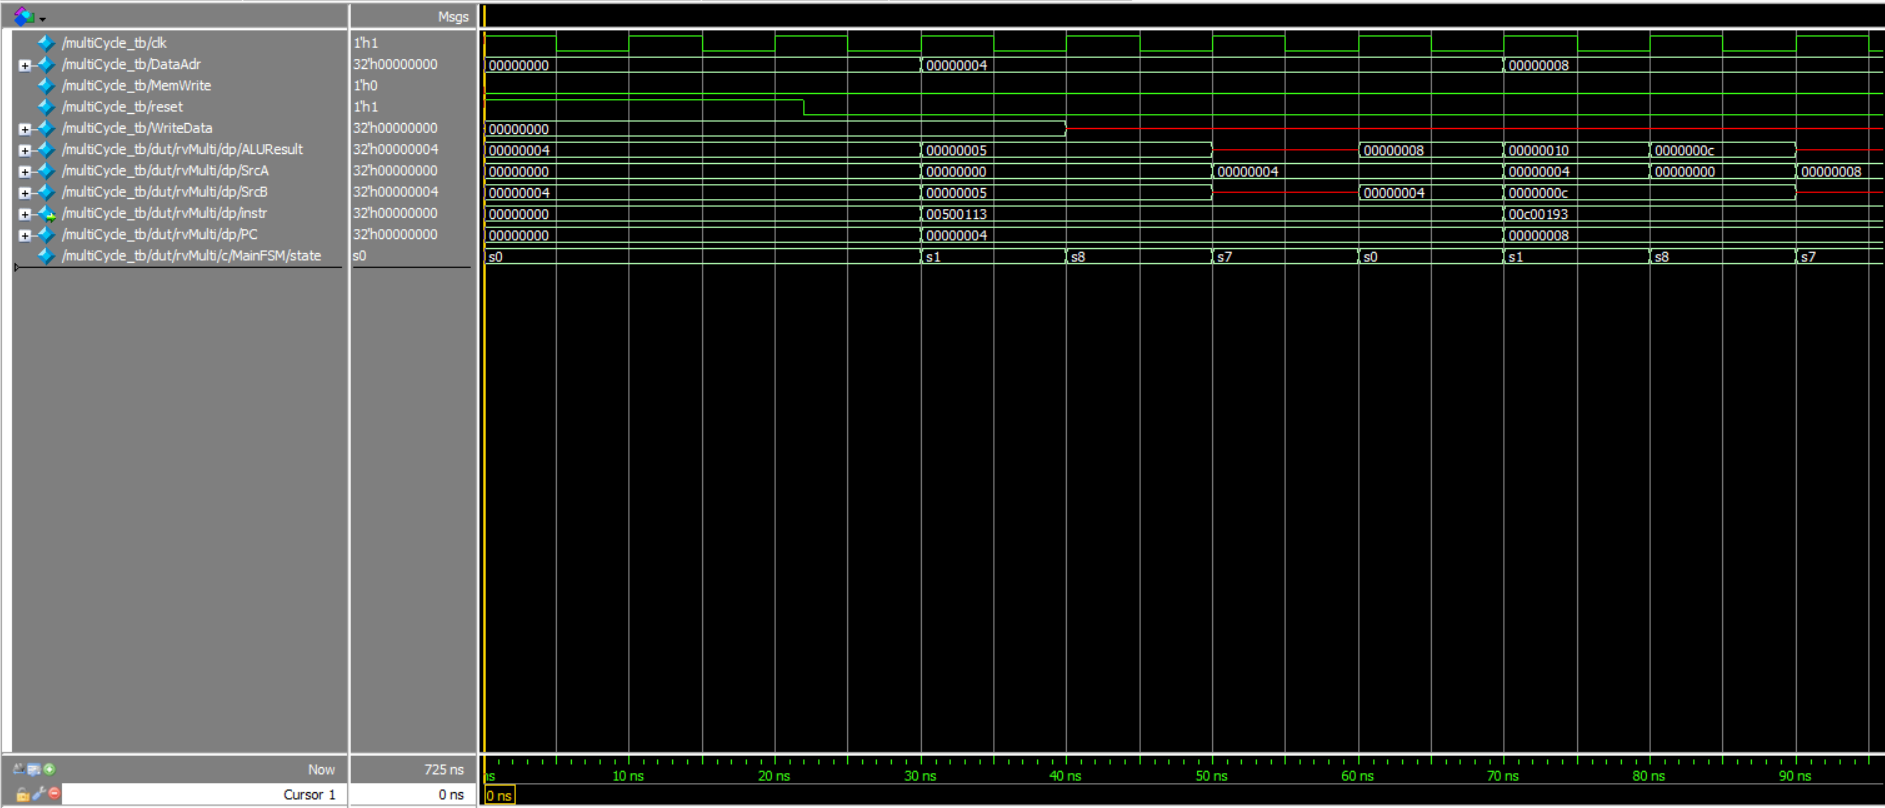 Msgs
/multiCycle_tb/clk 1'h1
/multiCycle_tb/DataAdr 32'h00000000 00000000 00000004 00000008
/multiCycle_tb/MemWrite 1'h0
/multiCycle_tb/reset 1'h1
/multiCycle_tb/WriteData 32'h00000000 00000000
/multiCycle_tb/dut/rvMulti/dp/ALUResult 32'h00000004 00000004 00000005 00000008 00000010 0000000c
/multiCycle_tb/dut/rvMulti/dp/SrcA 32'h00000000 00000000 00000000 00000004 00000004 00000000 00000008
/multiCycle_tb/dut/rvMulti/dp/SrcB 32'h00000004 00000004 00000005 00000004 0000000c
/multiCycle_tb/dut/rvMulti/dp/instr 32'h00000000 00000000 00500113 00c00193
/multiCycle_tb/dut/rvMulti/dp/PC 32'h00000000 00000000 00000004 00000008
/multiCycle_tb/dut/rvMulti/c/MainFSM/state s0 s0 s1 s8 s7 s0 s1 s8 s7
Now 725 ns ns 10 ns 20 ns 30 ns 40 ns 50 ns 60 ns 70 ns 80 ns 90 ns
Cursor 1 0 ns 0 ns